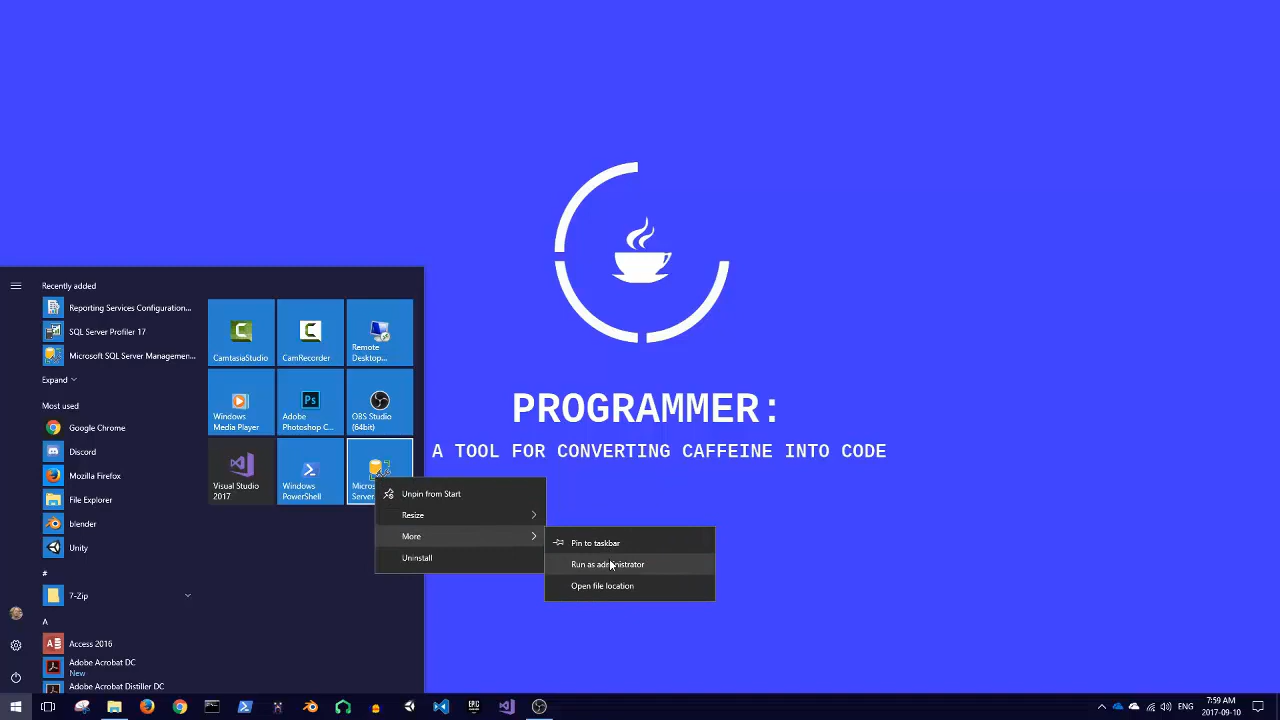 PROGRAMMER:
A TOOL FOR CONVERTING CAFFEINE INTO CODE
Recently added
Reporting Services Configuration...
SQL Server Profiler 17
Microsoft SQL Server Managemen...
Expand
Most used
Google Chrome
Discord
Mozilla Firefox
File Explorer
blender
Unity
#
7-Zip
A
Access 2016
Adobe Acrobat DC
New
Adobe Acrobat Distiller DC
CamtasiaStudio
CamRecorder
Remote
Desktop...
Windows
Media Player
Adobe
Photoshop C...
OBS Studio
(64bit)
Visual Studio
2017
Windows
PowerShell
Unpin from Start
Resize
More
Uninstall
Pin to taskbar
Run as administrator
Open file location
ENG
7:59 AM
2017-09-10